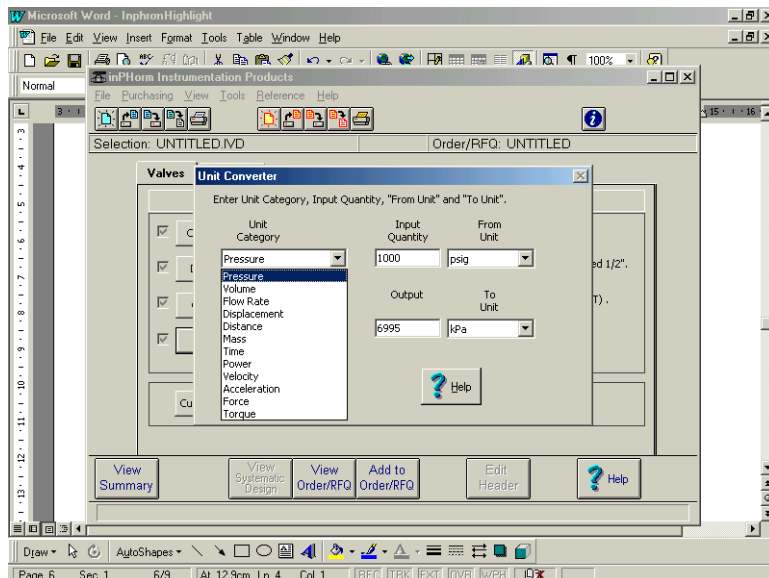 Microsoft Word - InphronHighlight
File Edit View Insert Format Tools Table Window Help
100%
Normal
inPHorm Instrumentation Products
3
15 · 1 · 16
File Purchasing View Tools Reference Help
Selection: UNTITLED.IVD Order/RFQ: UNTITLED
Valves
Unit Converter
Enter Unit Category, Input Quantity, "From Unit" and "To Unit".
Unit Category
Input Quantity
From Unit
Pressure 1000 psig
ed 1/2".
Pressure
Volume
Flow Rate
Displacement
Distance
Mass
Time
Power
Velocity
Acceleration
Force
Torque
Output
To Unit
T) .
6995 kPa
Help
Cu
View Summary
View Systematic Design
View Order/RFQ
Add to Order/RFQ
Edit Header
Help
Draw AutoShapes
Page 6 Sec 1 6/9 At 12.9cm Ln 4 Col 1 REC TRK EXT OVR WPH